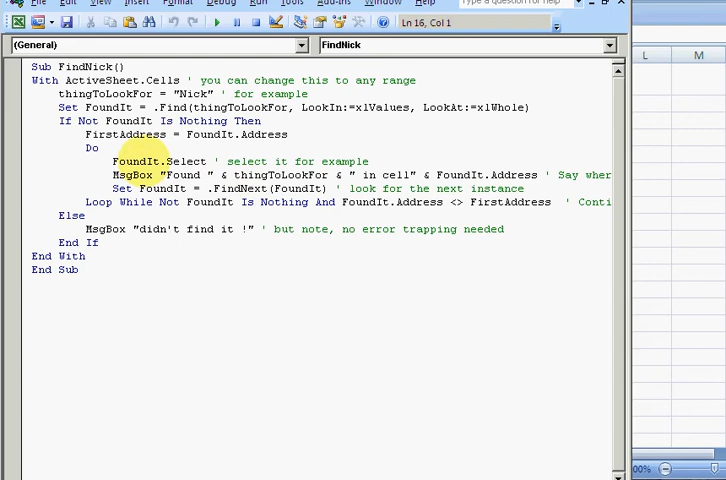 File Edit View Insert Format Debug Run Tools Add-Ins Window Help
Type a question for help
Ln 16, Col 1
(General)
FindNick
Sub FindNick()
With ActiveSheet.Cells ' you can change this to any range
thingToLookFor = "Nick" ' for example
Set FoundIt = .Find(thingToLookFor, LookIn:=xlValues, LookAt:=xlWhole)
If Not FoundIt Is Nothing Then
FirstAddress = FoundIt.Address
Do
FoundIt.Select ' select it for example
MsgBox "Found " & thingToLookFor & " in cell" & FoundIt.Address ' Say wher
Set FoundIt = .FindNext(FoundIt) ' look for the next instance
Loop While Not FoundIt Is Nothing And FoundIt.Address <> FirstAddress ' Conti
Else
MsgBox "didn't find it !" ' but note, no error trapping needed
End If
End With
End Sub
L M
00%